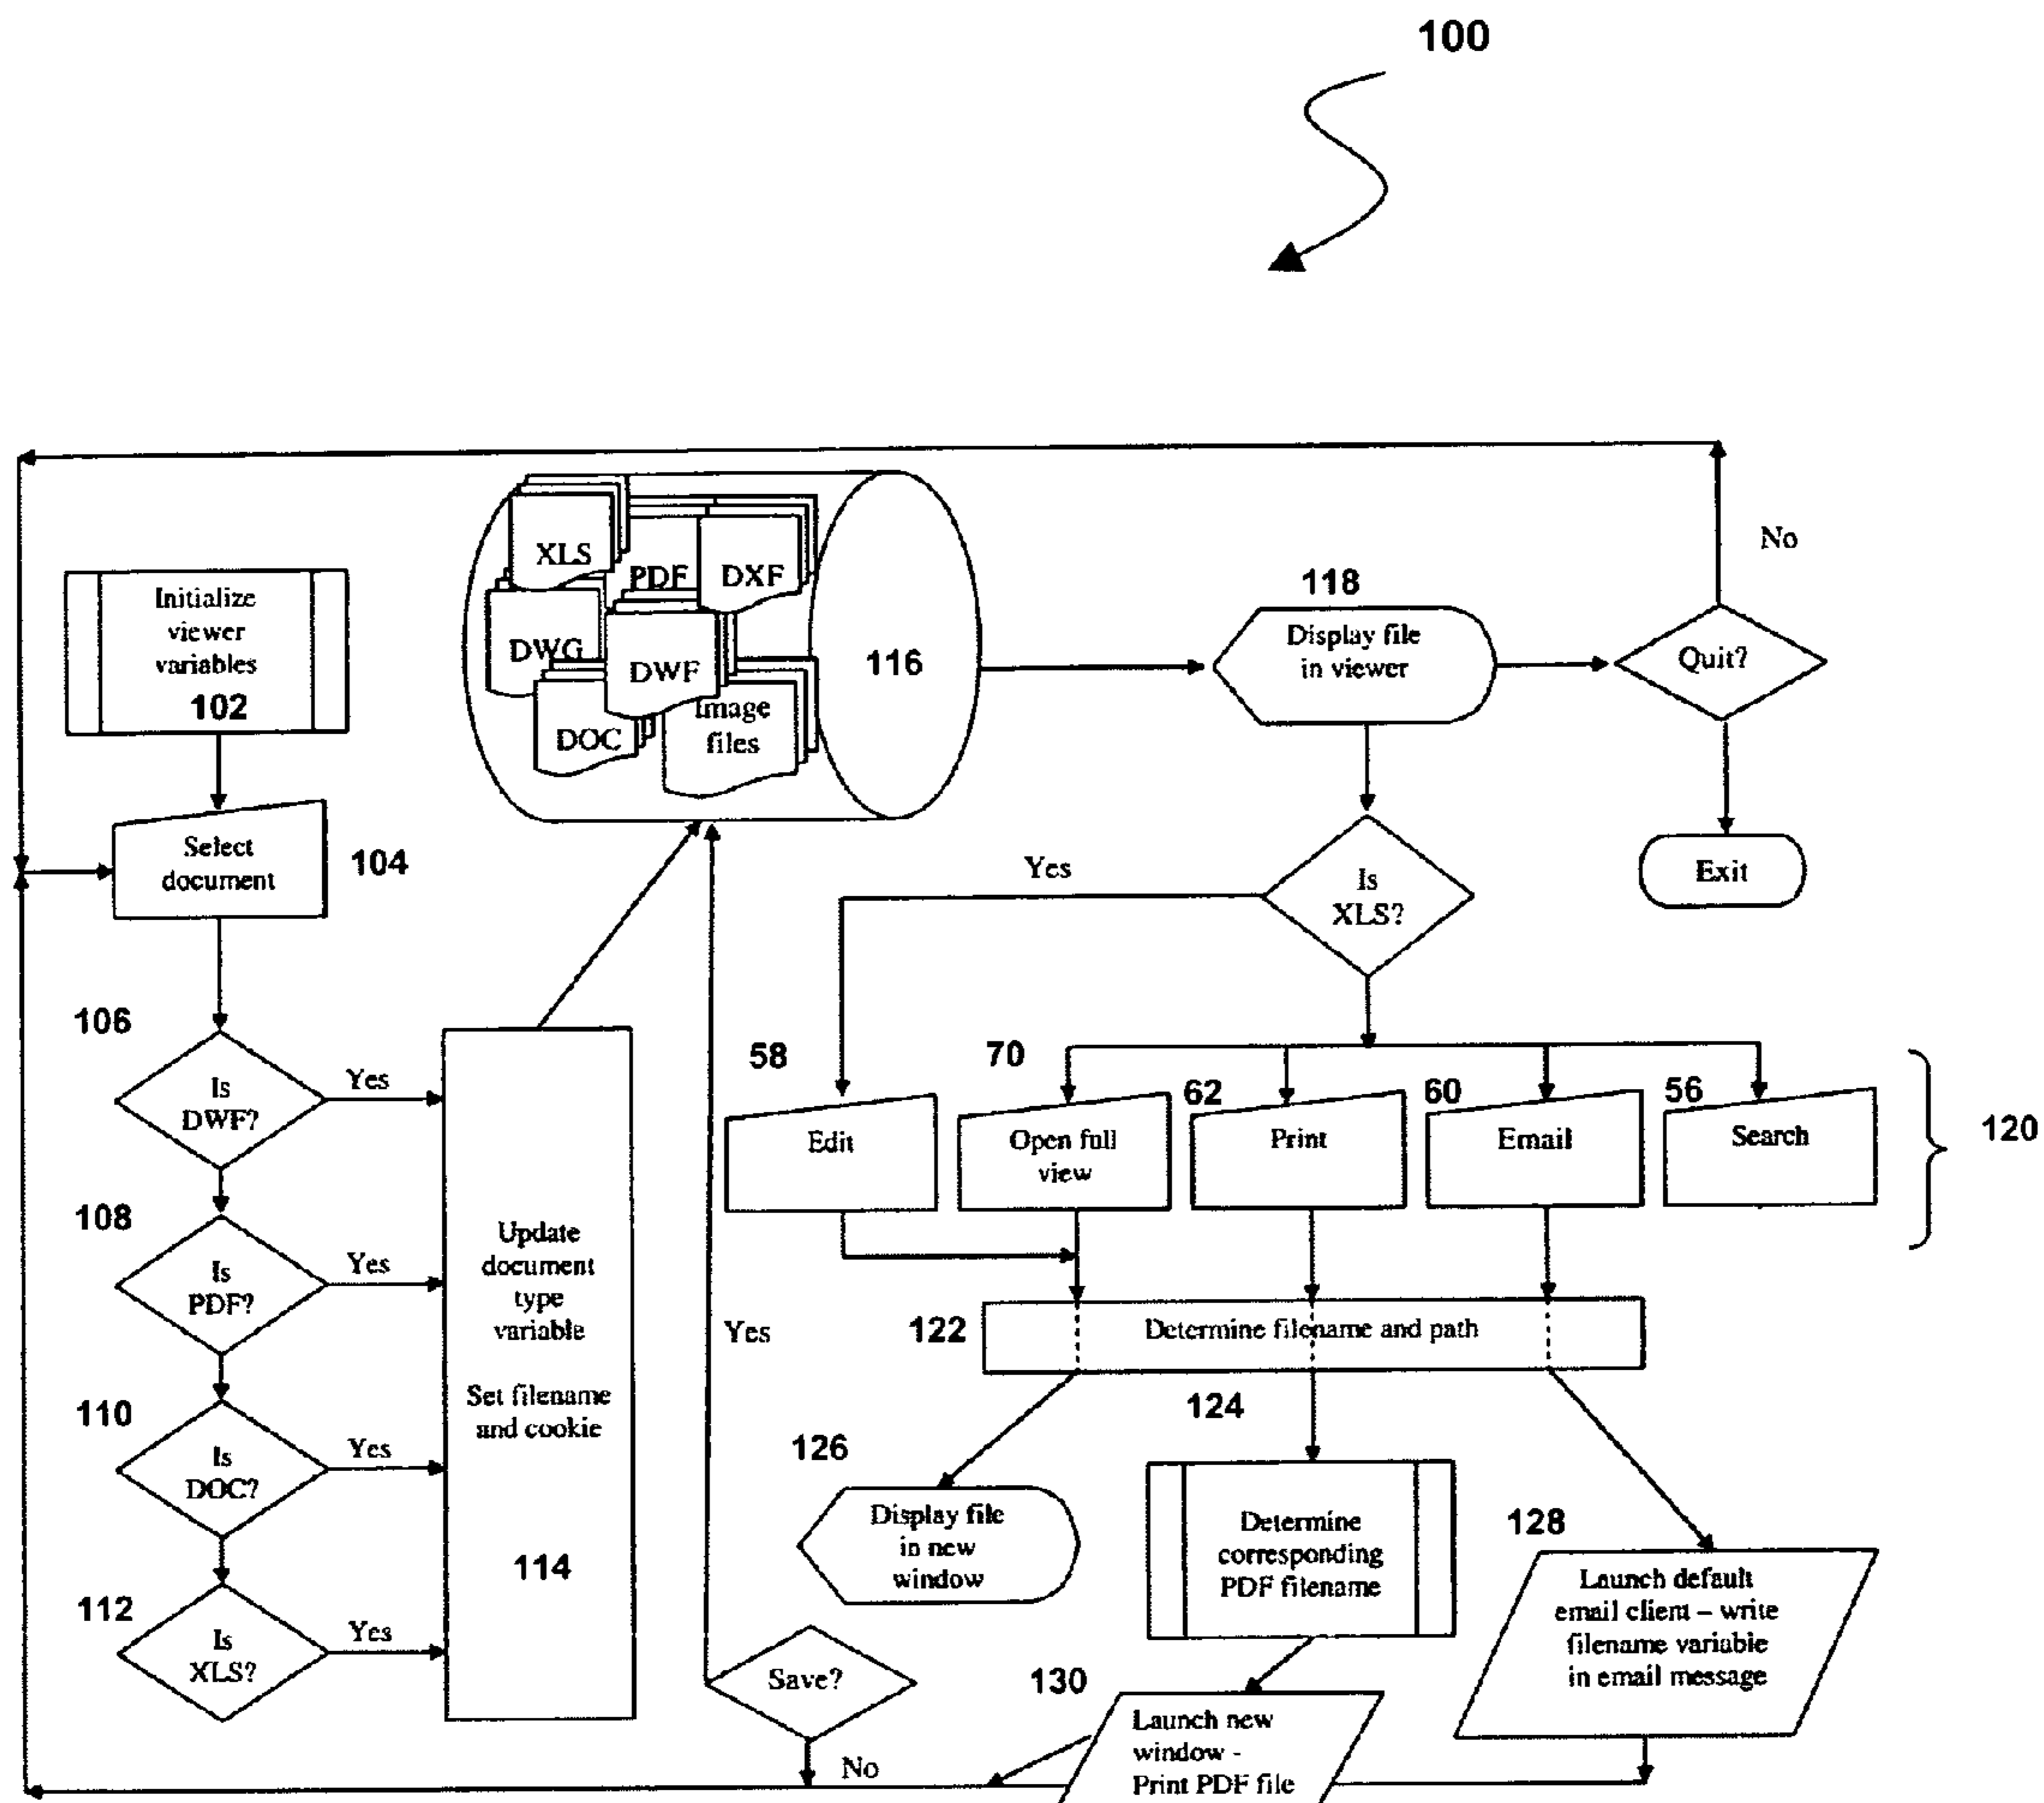 100
No
XLS
PDF
DXF
DWG
DWF
DOC
Image
files
116
118
Display file
in viewer
Quit?
Exit
Initialize
viewer
variables
102
Select
document
104
Yes
Is
XLS?
106
Is
DWF?
Yes
108
Is
PDF?
Yes
110
Is
DOC?
Yes
112
Is
XLS?
Yes
Update
document
type
variable
Set filename
and cookie
114
Yes
58
Edit
70
Open full
view
62
Print
60
Email
56
Search
120
122
Determine filename and path
124
126
Display file
in new
window
Determine
corresponding
PDF filename
128
Launch default
email client – write
filename variable
in email message
Save?
No
130
Launch new
window -
Print PDF file